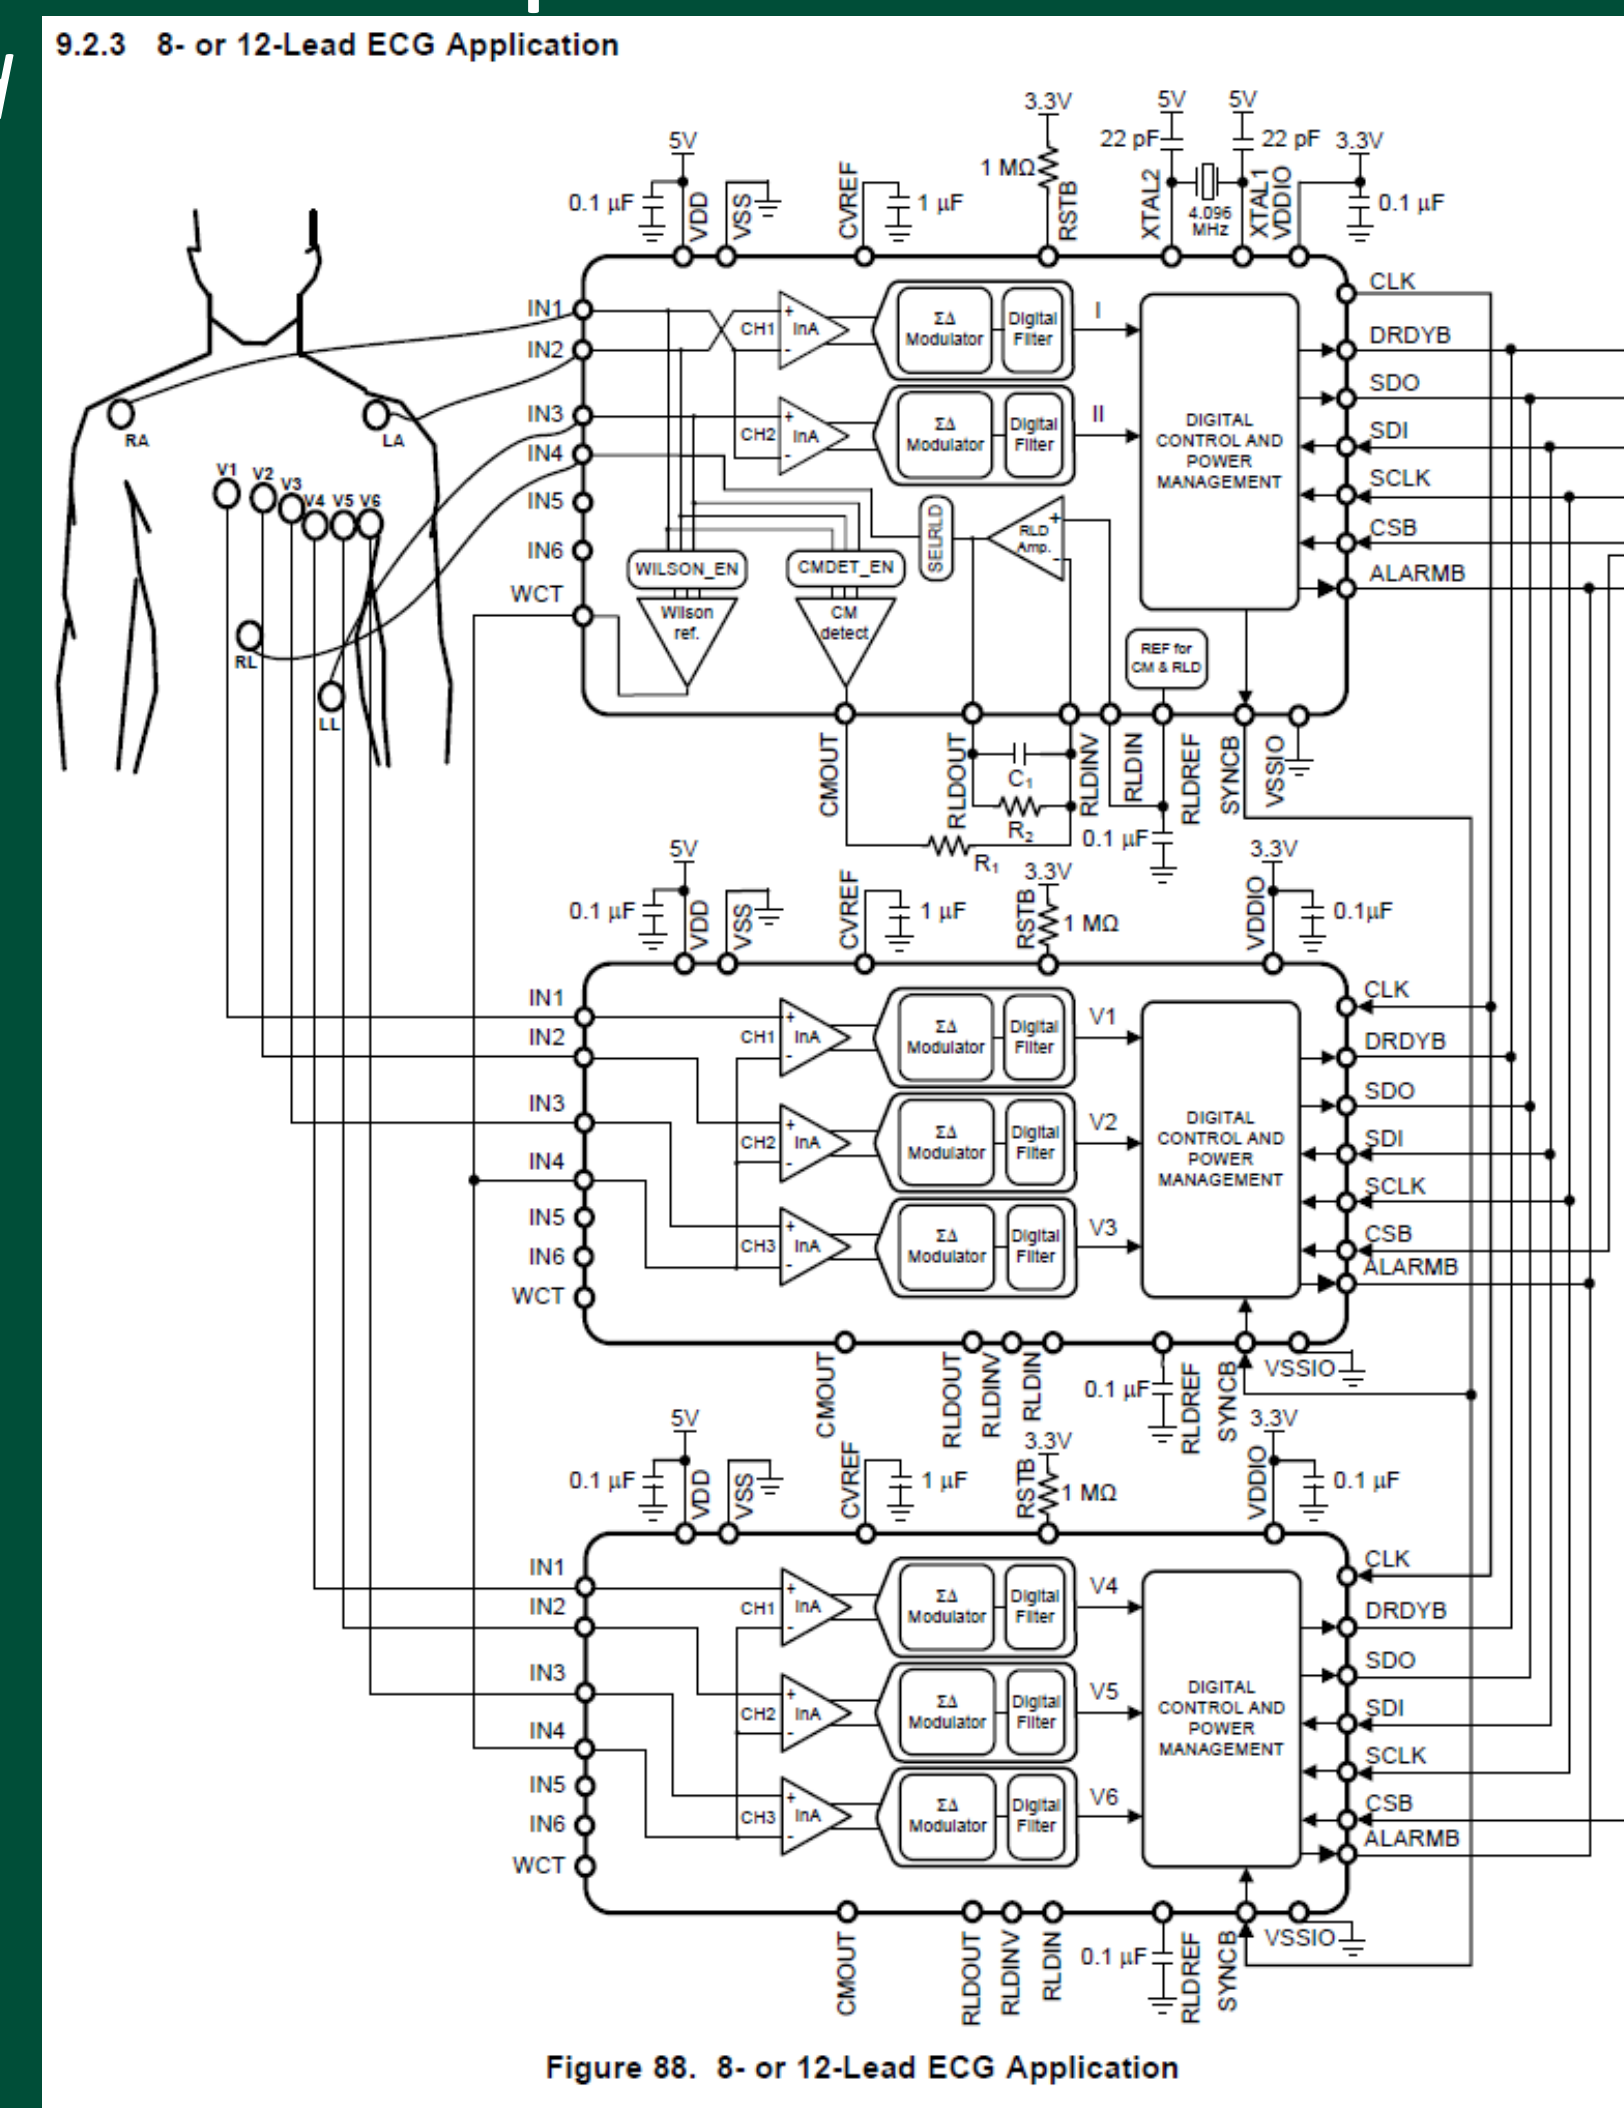 9.2.3 8- or 12-Lead ECG Application
3.3V
5V 5V
22 pF 22 pF 3.3V
5V
1 MΩ
0.1 µF VDD VSS CVREF 1 µF RSTB XTAL2 4.096 MHz XTAL1 VDDIO 0.1 µF
CLK
IN1 CH1 + InA - ΣΔ Modulator Digital Filter I
IN2 DRDYB
SDO
IN3 CH2 + InA - ΣΔ Modulator Digital Filter II
DIGITAL
CONTROL AND
POWER
MANAGEMENT
SDI
RA LA
IN4
SCLK
V1 V2 V3 V4 V5 V6
IN5 SELRLD RLD Amp. + -
CSB
IN6
WILSON_EN CMDET_EN
ALARMB
WCT
Wilson ref.
CM detect
REF for
CM & RLD
RL
LL
CMOUT RLDOUT C1 RLDINV RLDIN RLDREF SYNCB VSSIO
R2
0.1 µF
R1
5V 3.3V 3.3V
0.1 µF VDD VSS CVREF 1 µF RSTB 1 MΩ VDDIO 0.1µF
IN1 CLK
CH1 + InA - ΣΔ Modulator Digital Filter V1
IN2 DRDYB
SDO
IN3 CH2 + InA - ΣΔ Modulator Digital Filter V2
DIGITAL
CONTROL AND
POWER
MANAGEMENT
SDI
IN4 SCLK
IN5 CH3 + InA - ΣΔ Modulator Digital Filter V3
CSB
IN6
ALARMB
WCT
CMOUT RLDOUT RLDINV RLDIN 0.1 µF RLDREF SYNCB VSSIO
5V 3.3V 3.3V
0.1 µF VDD VSS CVREF 1 µF RSTB 1 MΩ VDDIO 0.1 µF
IN1 CLK
CH1 + InA - ΣΔ Modulator Digital Filter V4
IN2 DRDYB
SDO
IN3 CH2 + InA - ΣΔ Modulator Digital Filter V5
DIGITAL
CONTROL AND
POWER
MANAGEMENT
SDI
IN4 SCLK
IN5 CH3 + InA - ΣΔ Modulator Digital Filter V6
CSB
IN6
ALARMB
WCT
CMOUT RLDOUT RLDINV RLDIN 0.1 µF RLDREF SYNCB VSSIO
Figure 88. 8- or 12-Lead ECG Application